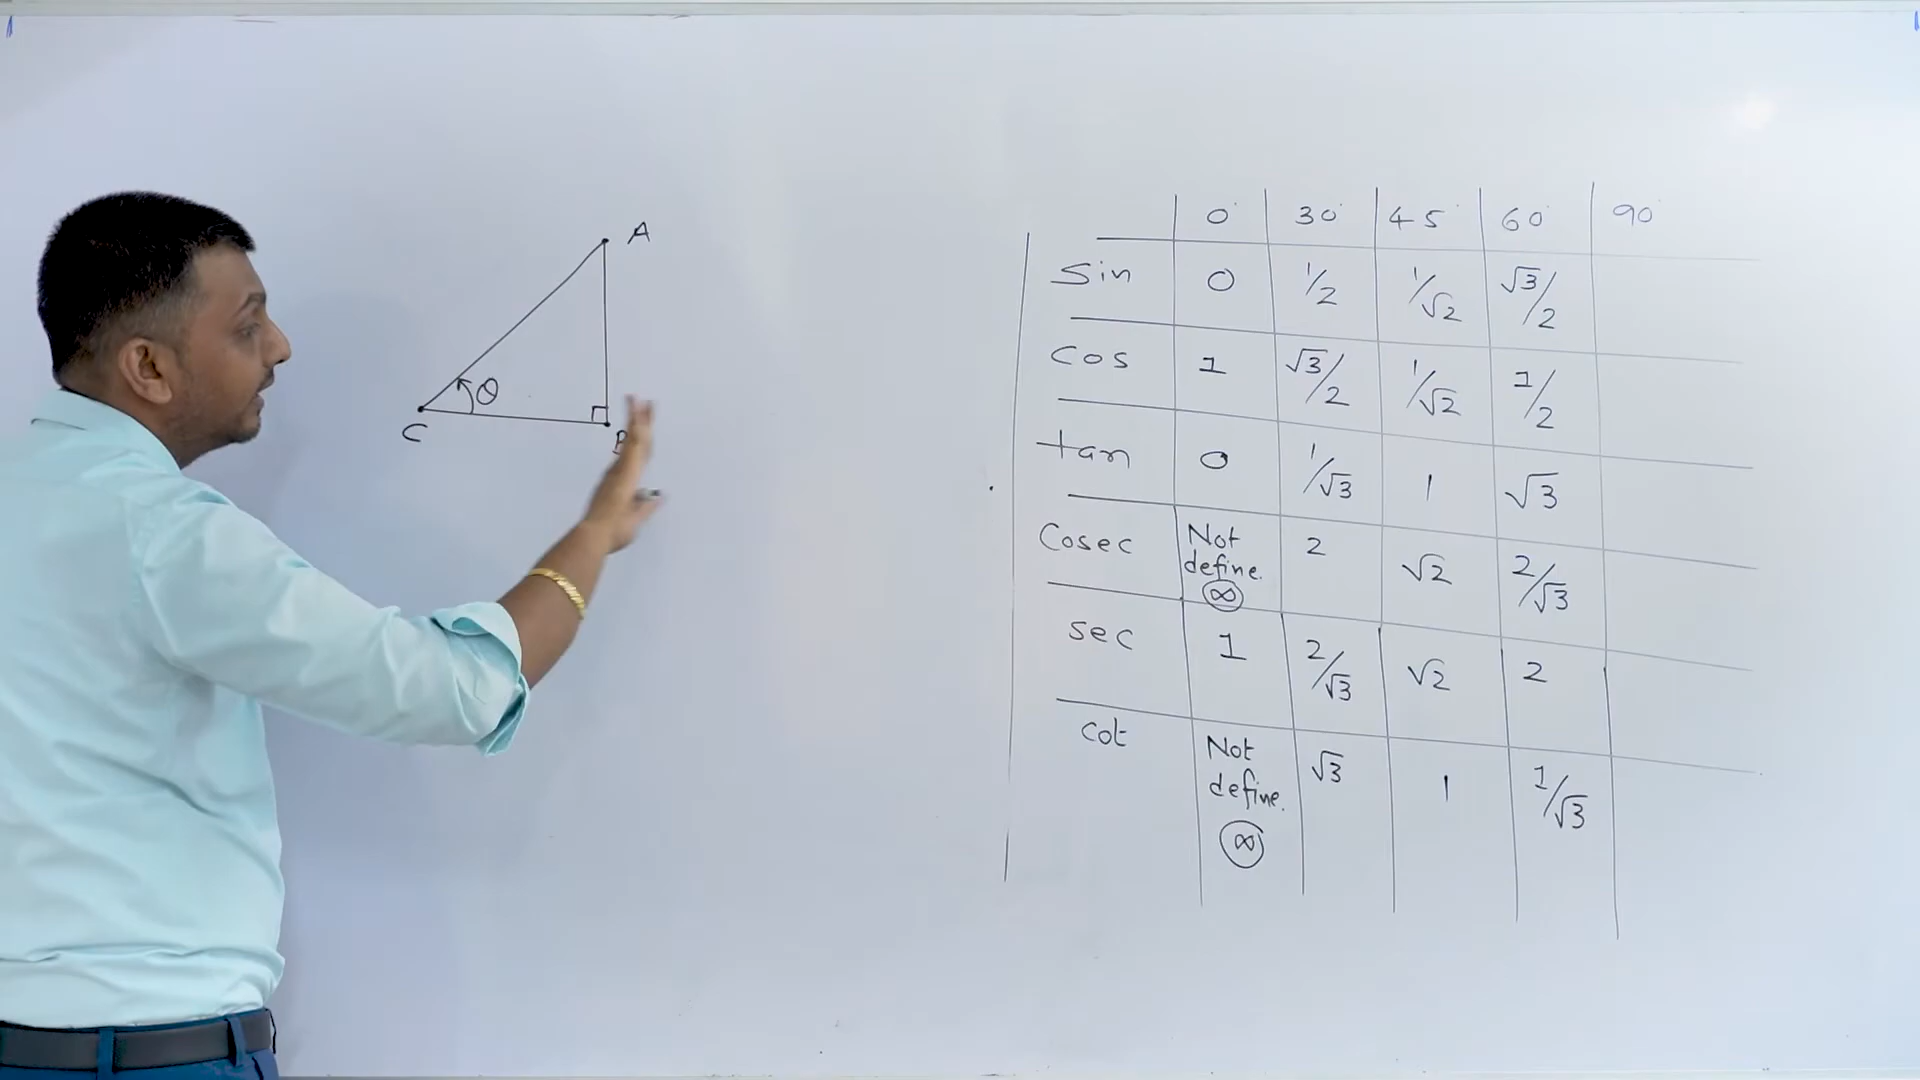 A
θ
C
B
0° 30° 45° 60° 90°
Sin 0 1/2 1/√2 √3/2
Cos 1 √3/2 1/√2 1/2
tan 0 1/√3 1 √3
Cosec Not define. ∞ 2 √2 2/√3
sec 1 2/√3 √2 2
cot Not define. ∞ √3 1 1/√3